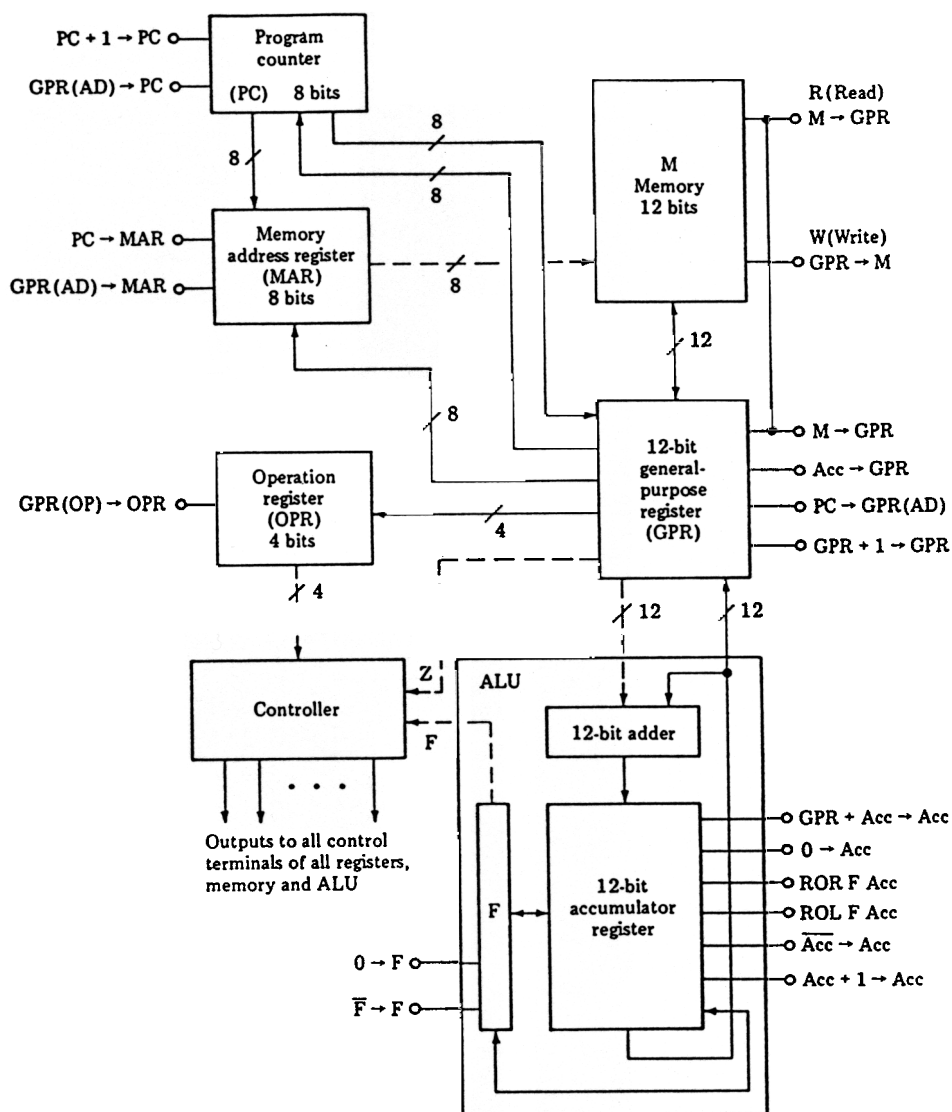 PC + 1 → PC
GPR(AD) → PC
Program
counter
(PC) 8 bits
8
8
8
PC → MAR
GPR(AD) → MAR
Memory
address register
(MAR)
8 bits
8
M
Memory
12 bits
R(Read)
M → GPR
W(Write)
GPR → M
12
8
12-bit
general-
purpose
register
(GPR)
M → GPR
Acc → GPR
PC → GPR(AD)
GPR + 1 → GPR
GPR(OP) → OPR
Operation
register
(OPR)
4 bits
4
4
12
12
Controller
Z
F
Outputs to all control
terminals of all registers,
memory and ALU
ALU
12-bit adder
F
12-bit
accumulator
register
GPR + Acc → Acc
0 → Acc
ROR F Acc
ROL F Acc
A̅c̅c̅ → Acc
Acc + 1 → Acc
0 → F
F̅ → F